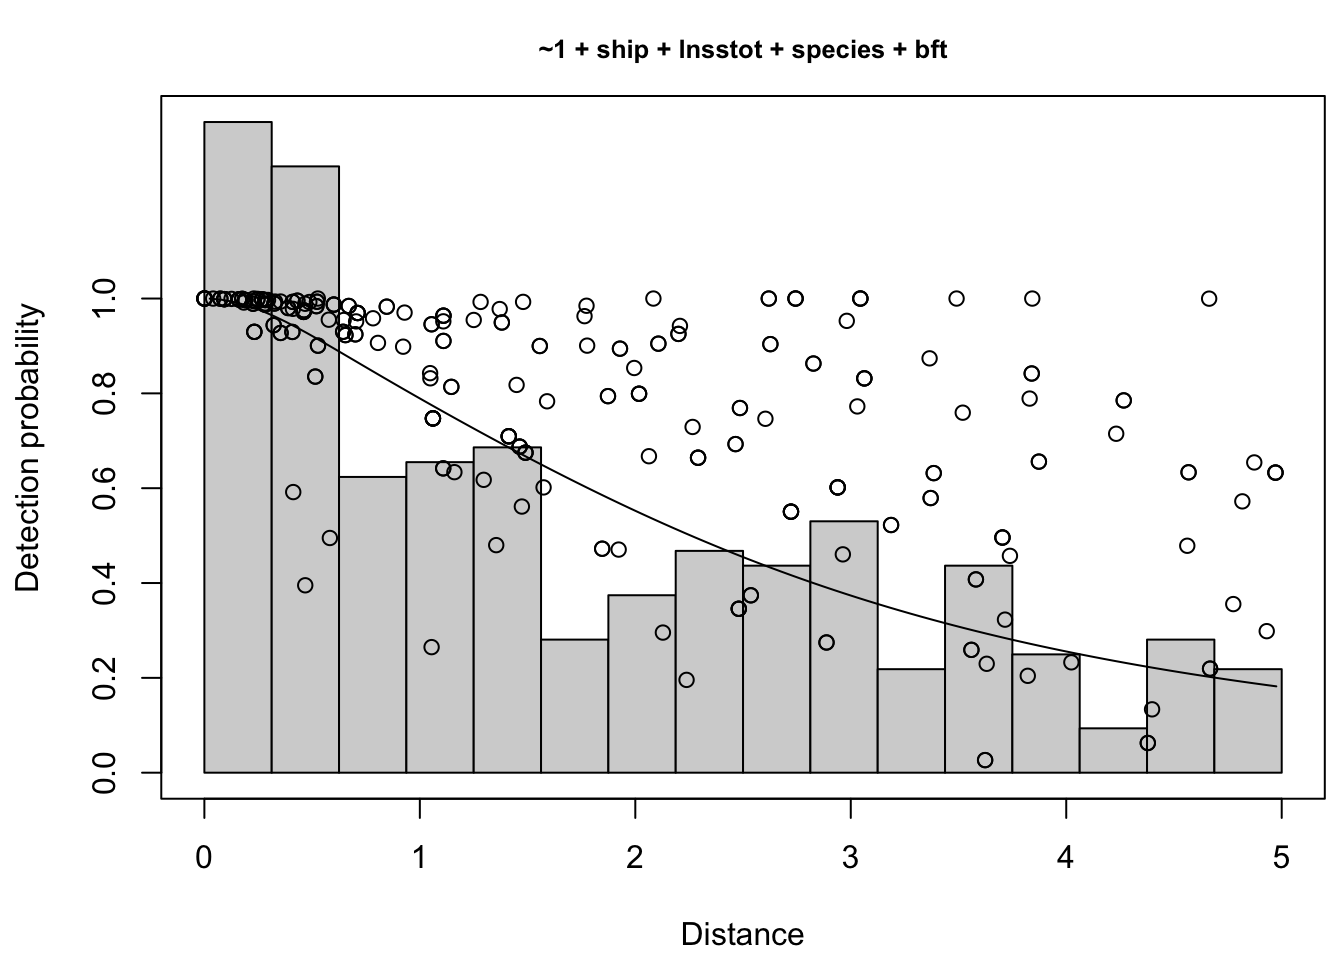 ~1 + ship + lnsstot + species + bft
Detection probability
1.0
0.8
0.6
0.4
0.2
0.0
0 1 2 3 4 5
Distance